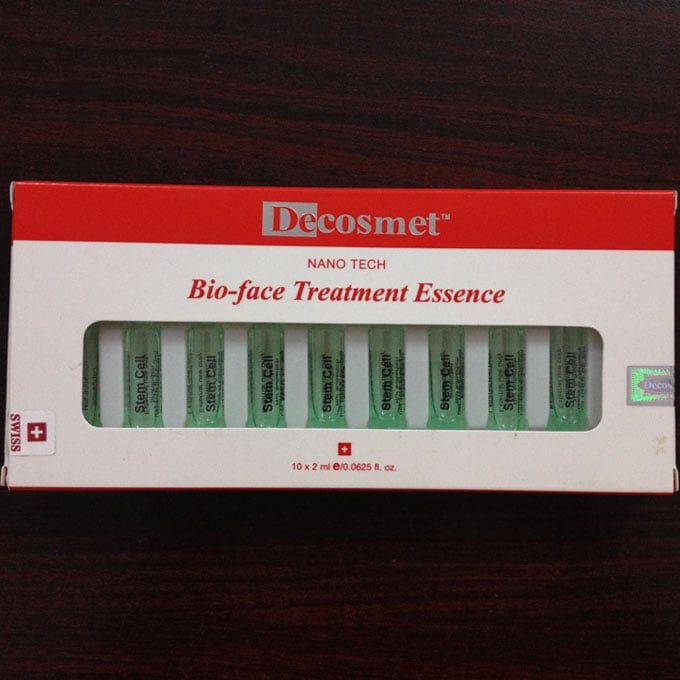 Decosmet™
NANO TECH
Bio-face Treatment Essence
Stem Cell
Stem Cell
Stem Cell
Stem Cell
Stem Cell
Stem Cell
Stem Cell
Stem Cell
SWISS
10 x 2 ml e/0.0625 fl. oz.